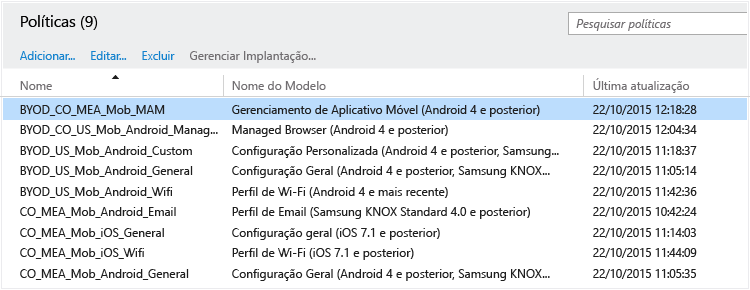 Políticas (9)
Pesquisar políticas
Adicionar... Editar... Excluir Gerenciar Implantação...
Nome Nome do Modelo Última atualização
BYOD_CO_MEA_Mob_MAM Gerenciamento de Aplicativo Móvel (Android 4 e posterior) 22/10/2015 12:18:28
BYOD_CO_US_Mob_Android_Manag... Managed Browser (Android 4 e posterior) 22/10/2015 12:04:34
BYOD_US_Mob_Android_Custom Configuração Personalizada (Android 4 e posterior, Samsung... 22/10/2015 11:18:37
BYOD_US_Mob_Android_General Configuração Geral (Android 4 e posterior, Samsung KNOX... 22/10/2015 11:05:14
BYOD_US_Mob_Android_Wifi Perfil de Wi-Fi (Android 4 e mais recente) 22/10/2015 11:42:36
CO_MEA_Mob_Android_Email Perfil de Email (Samsung KNOX Standard 4.0 e posterior) 22/10/2015 10:42:24
CO_MEA_Mob_iOS_General Configuração geral (iOS 7.1 e posterior) 22/10/2015 11:14:03
CO_MEA_Mob_iOS_Wifi Perfil de Wi-Fi (iOS 7.1 e posterior) 22/10/2015 11:44:09
CO_MEA_Mob_Android_General Configuração Geral (Android 4 e posterior, Samsung KNOX... 22/10/2015 11:05:35